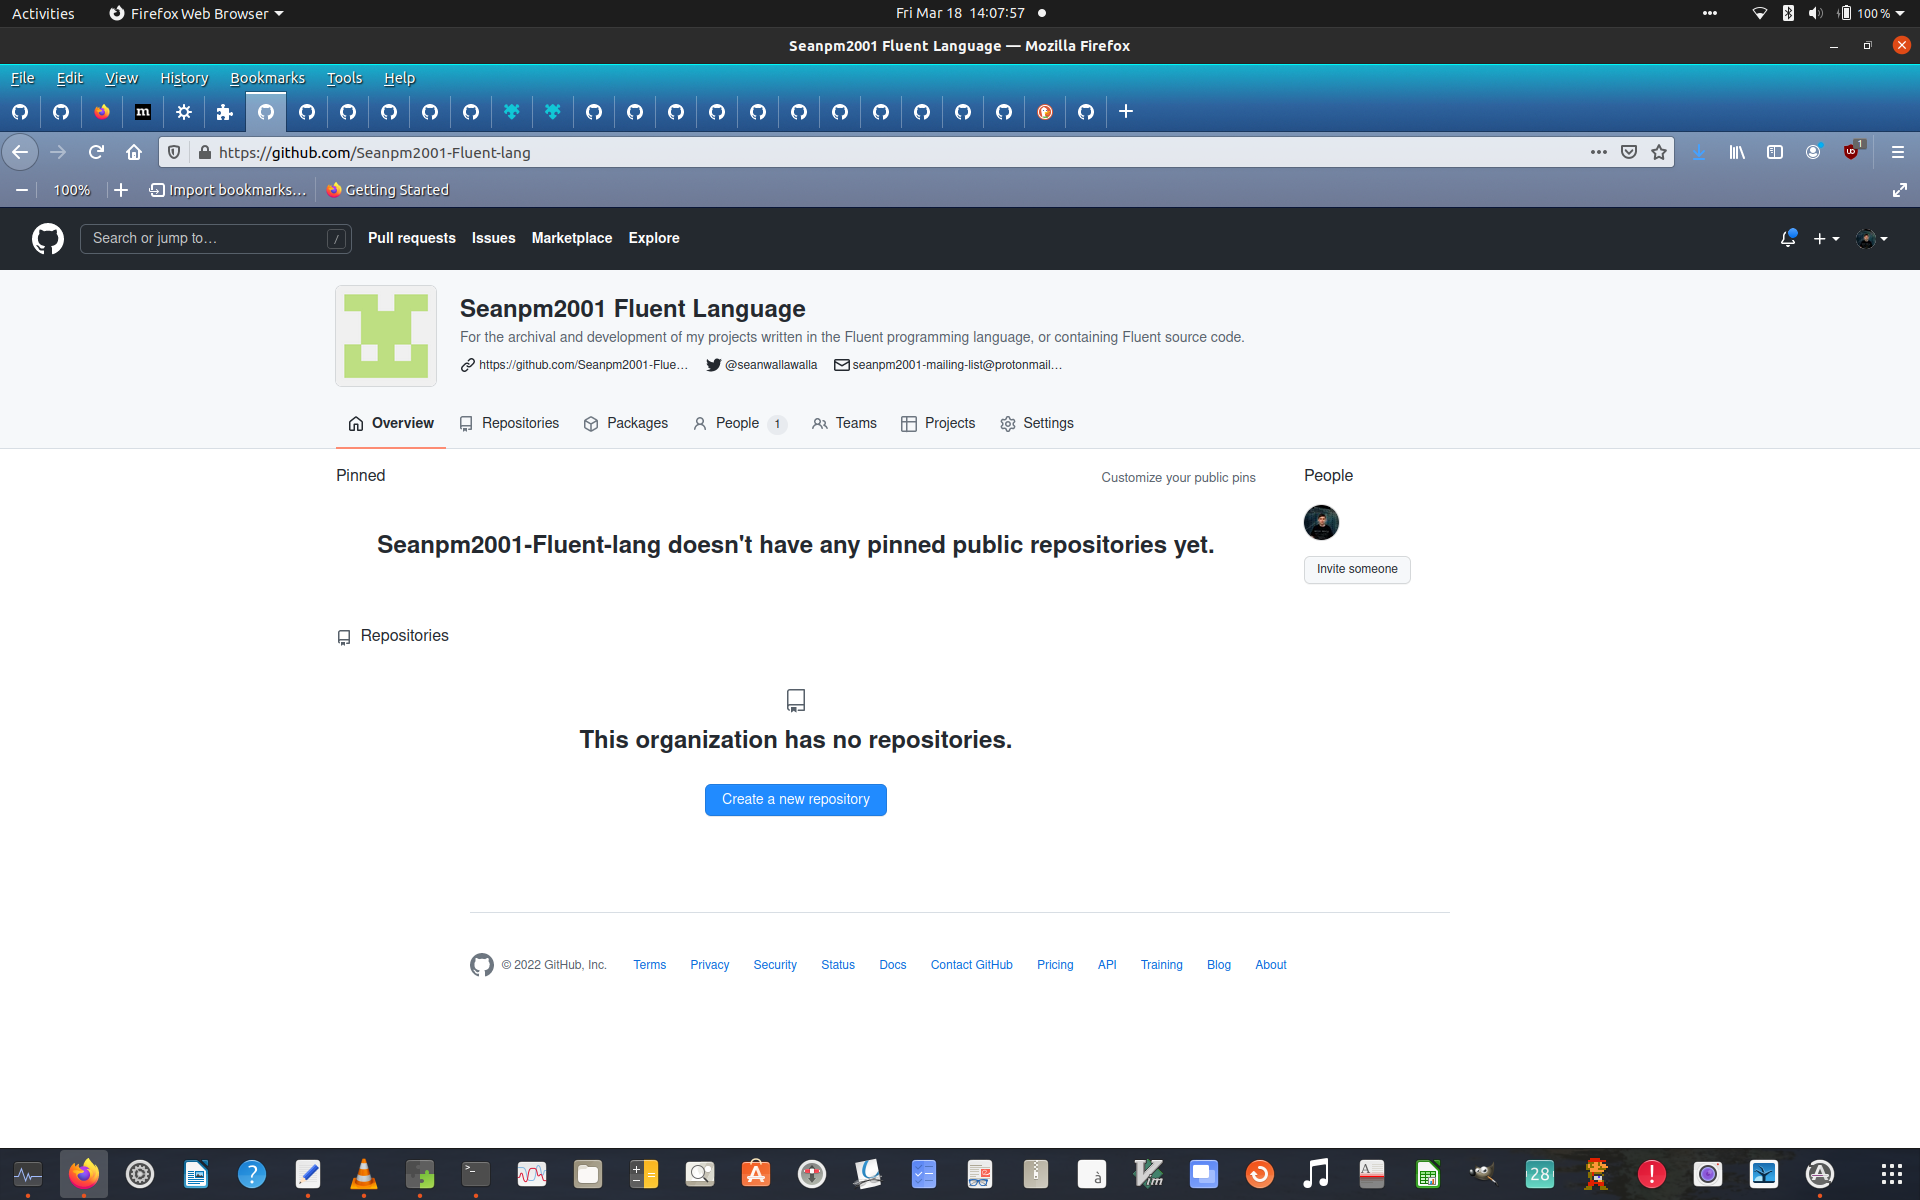 Activities
Firefox Web Browser
Fri Mar 18 14:07:57
100 %
Seanpm2001 Fluent Language — Mozilla Firefox
File Edit View History Bookmarks Tools Help
https://github.com/Seanpm2001-Fluent-lang
1
100%
Import bookmarks…
Getting Started
Search or jump to…
/
Pull requests Issues Marketplace Explore
Seanpm2001 Fluent Language
For the archival and development of my projects written in the Fluent programming language, or containing Fluent source code.
https://github.com/Seanpm2001-Flue…
@seanwallawalla
seanpm2001-mailing-list@protonmail…
Overview
Repositories
Packages
People 1
Teams
Projects
Settings
Pinned
Customize your public pins
People
Seanpm2001-Fluent-lang doesn't have any pinned public repositories yet.
Invite someone
Repositories
This organization has no repositories.
Create a new repository
© 2022 GitHub, Inc.
Terms Privacy Security Status Docs Contact GitHub Pricing API Training Blog About
28